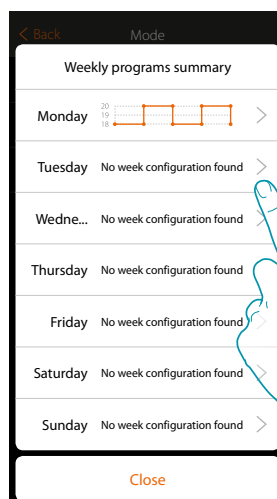 Back Mode
Weekly programs summary
Monday 20
19
18
Tuesday No week configuration found
Wedne... No week configuration found
Thursday No week configuration found
Friday No week configuration found
Saturday No week configuration found
Sunday No week configuration found
Close